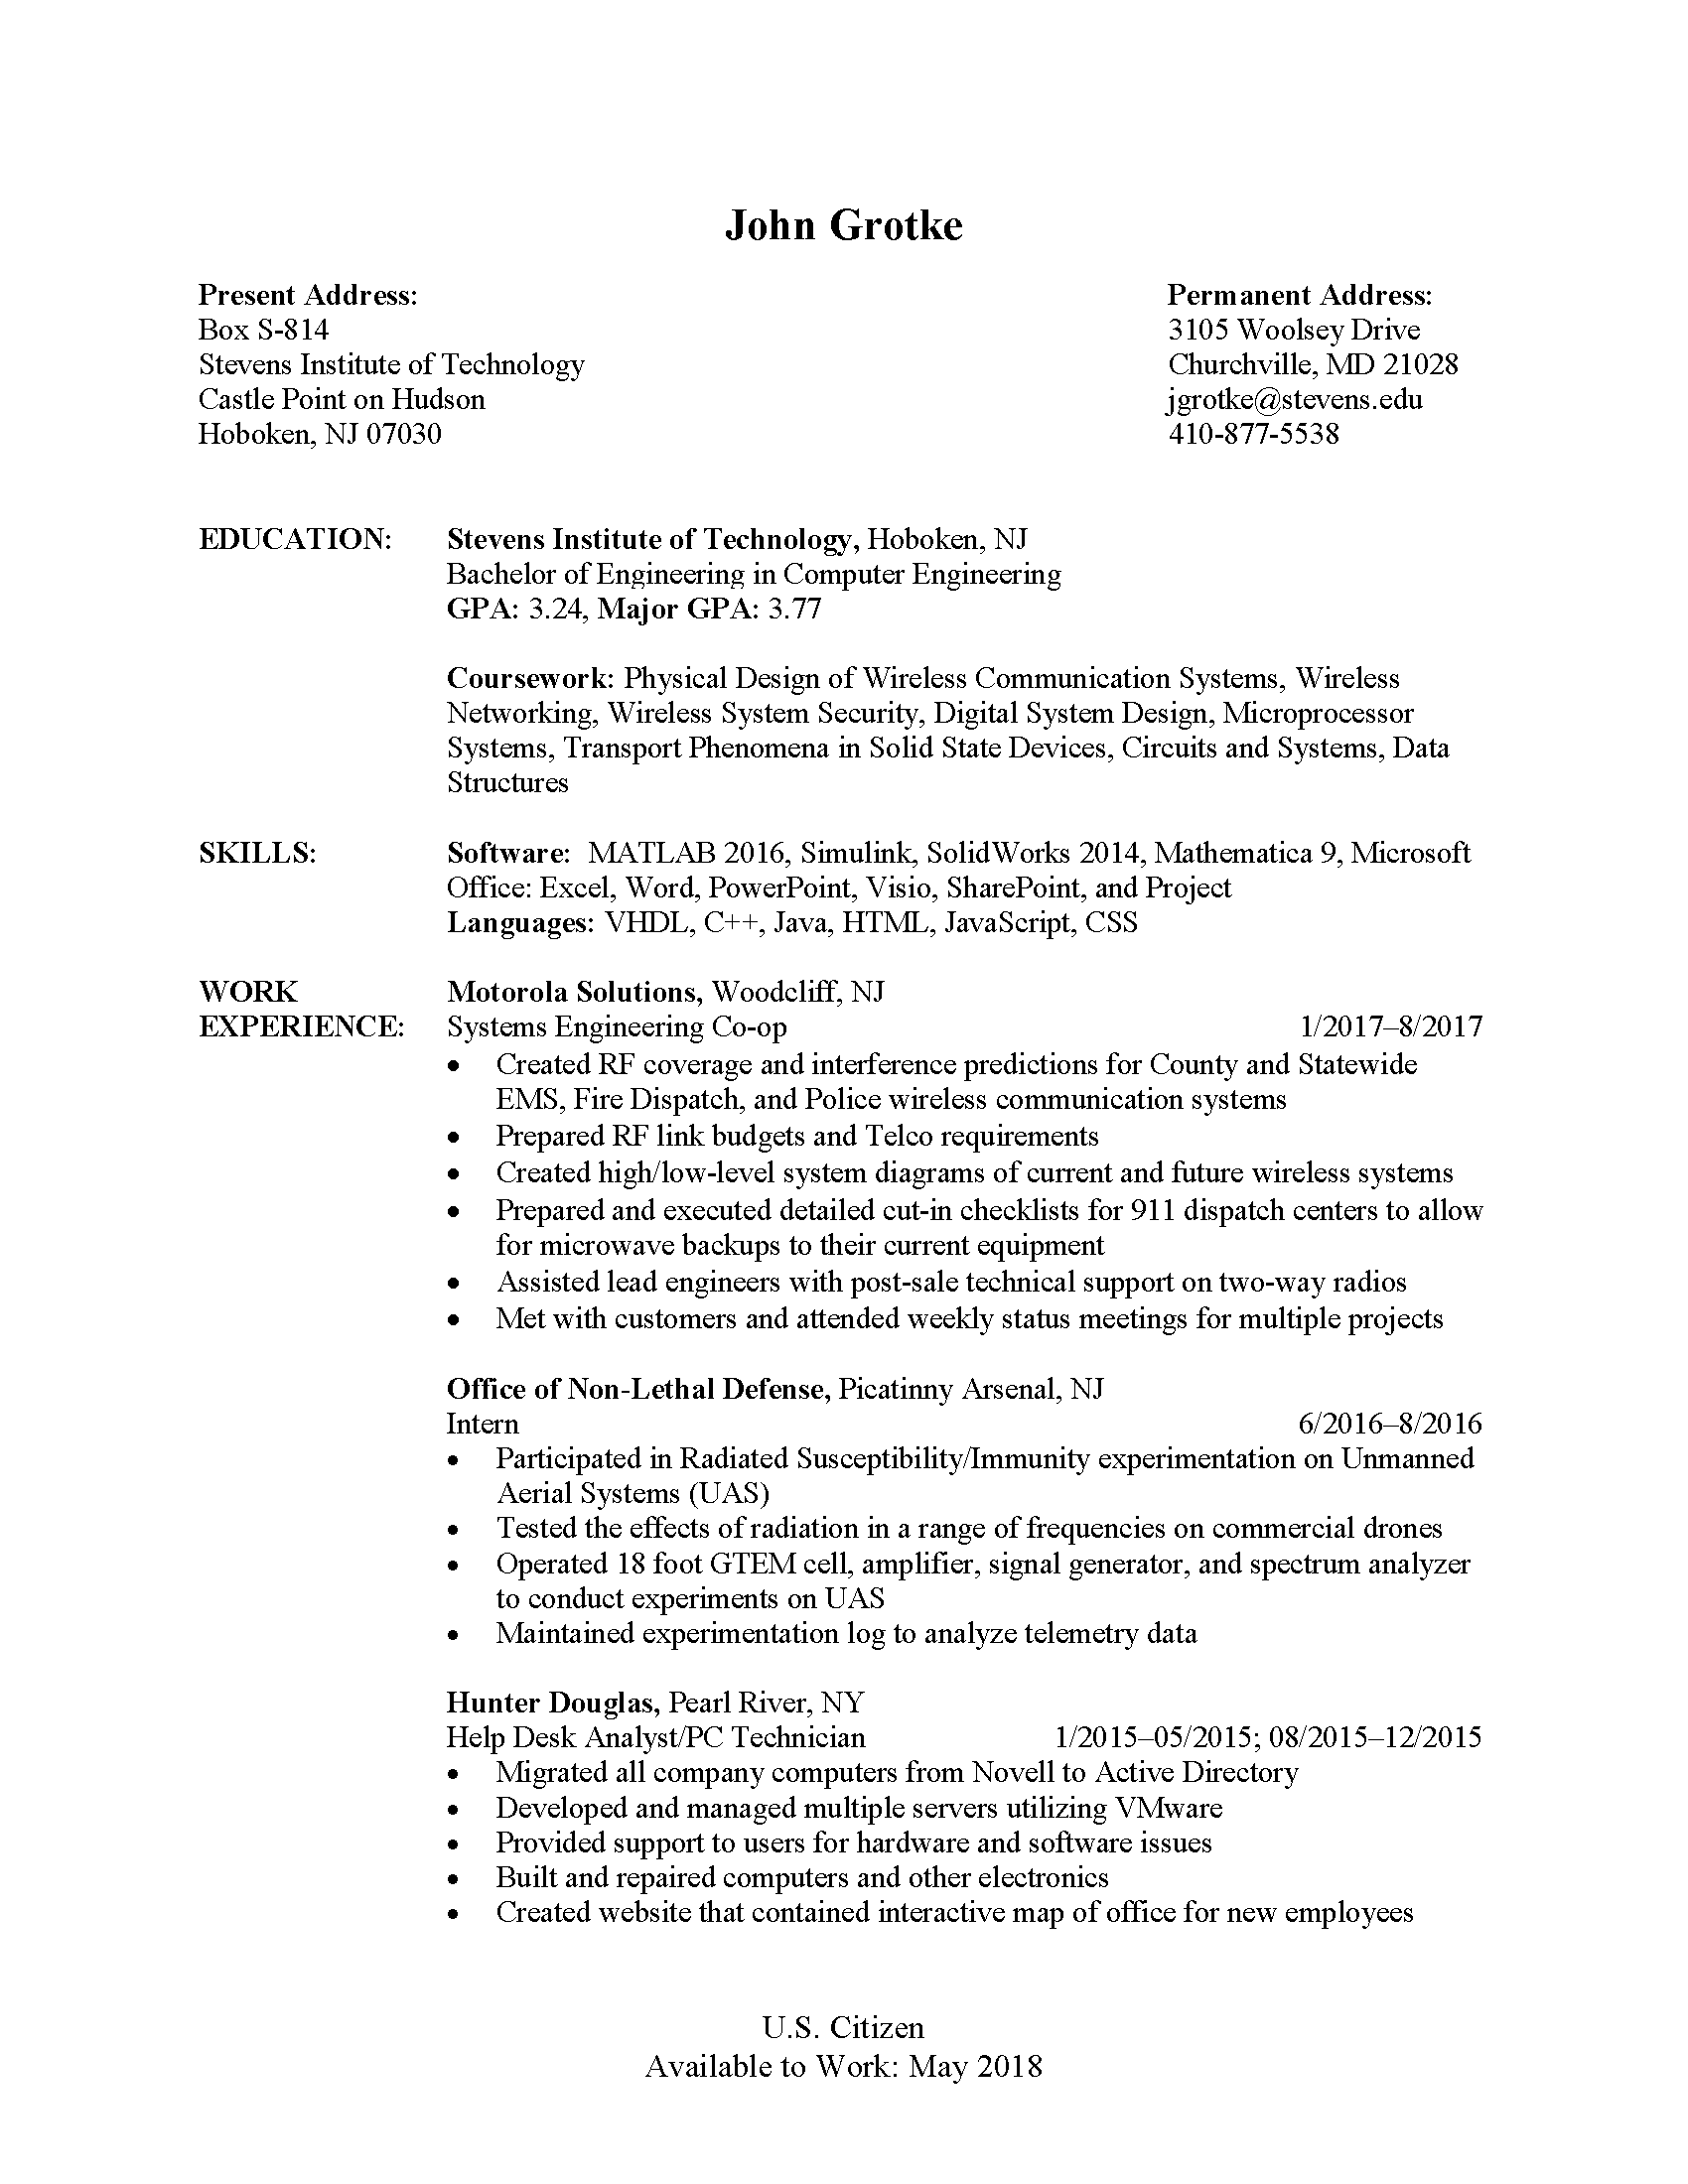 John Grotke
Present Address:
Box S-814
Stevens Institute of Technology
Castle Point on Hudson
Hoboken, NJ 07030
Permanent Address:
3105 Woolsey Drive
Churchville, MD 21028
jgrotke@stevens.edu
410-877-5538
EDUCATION: Stevens Institute of Technology, Hoboken, NJ
Bachelor of Engineering in Computer Engineering
GPA: 3.24, Major GPA: 3.77
Coursework: Physical Design of Wireless Communication Systems, Wireless
Networking, Wireless System Security, Digital System Design, Microprocessor
Systems, Transport Phenomena in Solid State Devices, Circuits and Systems, Data
Structures
SKILLS: Software: MATLAB 2016, Simulink, SolidWorks 2014, Mathematica 9, Microsoft
Office: Excel, Word, PowerPoint, Visio, SharePoint, and Project
Languages: VHDL, C++, Java, HTML, JavaScript, CSS
WORK Motorola Solutions, Woodcliff, NJ
EXPERIENCE: Systems Engineering Co-op 1/2017–8/2017
• Created RF coverage and interference predictions for County and Statewide
EMS, Fire Dispatch, and Police wireless communication systems
• Prepared RF link budgets and Telco requirements
• Created high/low-level system diagrams of current and future wireless systems
• Prepared and executed detailed cut-in checklists for 911 dispatch centers to allow
for microwave backups to their current equipment
• Assisted lead engineers with post-sale technical support on two-way radios
• Met with customers and attended weekly status meetings for multiple projects
Office of Non-Lethal Defense, Picatinny Arsenal, NJ
Intern 6/2016–8/2016
• Participated in Radiated Susceptibility/Immunity experimentation on Unmanned
Aerial Systems (UAS)
• Tested the effects of radiation in a range of frequencies on commercial drones
• Operated 18 foot GTEM cell, amplifier, signal generator, and spectrum analyzer
to conduct experiments on UAS
• Maintained experimentation log to analyze telemetry data
Hunter Douglas, Pearl River, NY
Help Desk Analyst/PC Technician 1/2015–05/2015; 08/2015–12/2015
• Migrated all company computers from Novell to Active Directory
• Developed and managed multiple servers utilizing VMware
• Provided support to users for hardware and software issues
• Built and repaired computers and other electronics
• Created website that contained interactive map of office for new employees
U.S. Citizen
Available to Work: May 2018